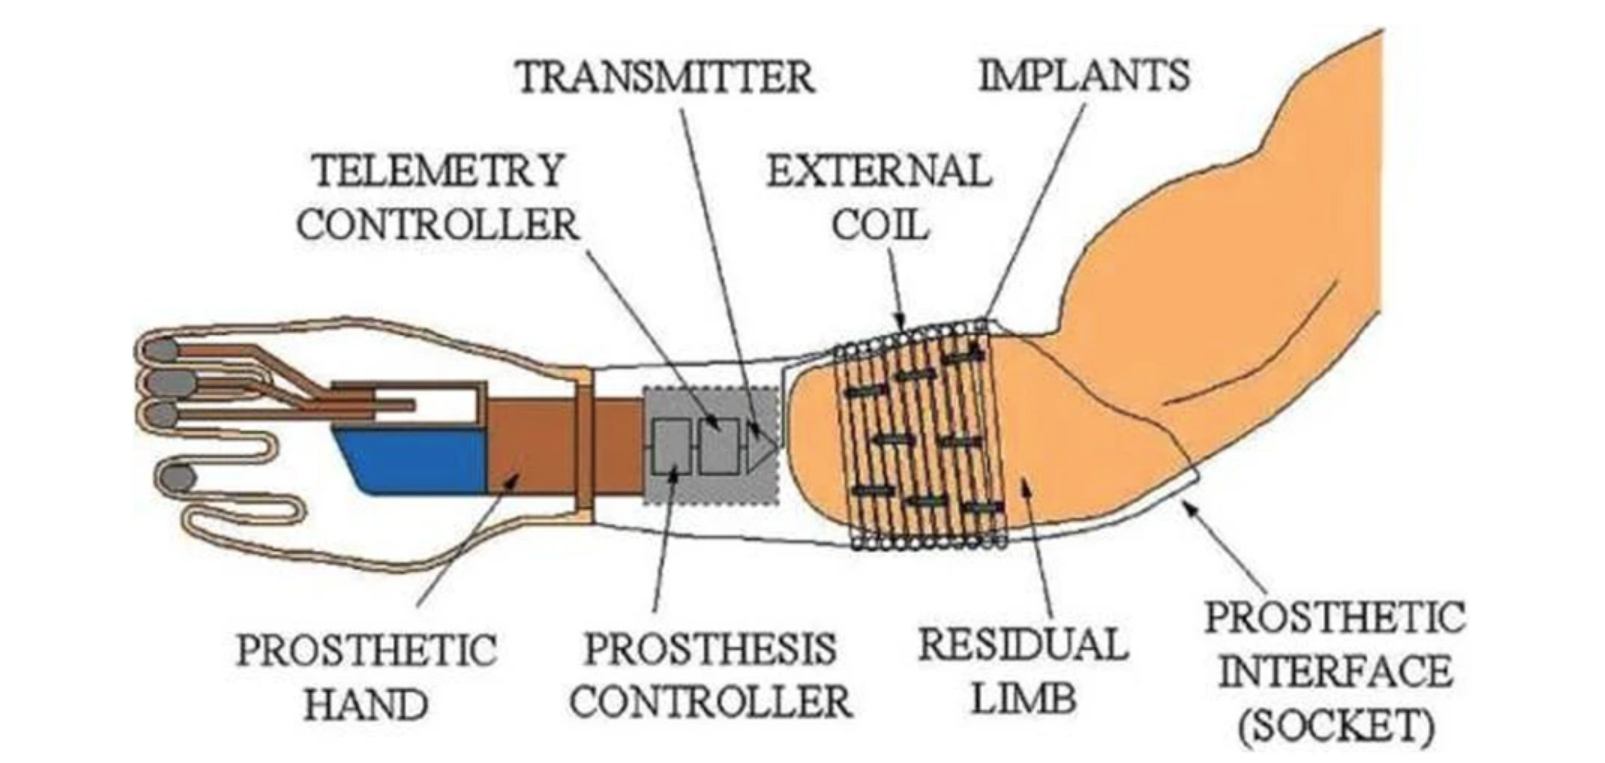 TRANSMITTER
IMPLANTS
TELEMETRY
CONTROLLER
EXTERNAL
COIL
PROSTHETIC
HAND
PROSTHESIS
CONTROLLER
RESIDUAL
LIMB
PROSTHETIC
INTERFACE
(SOCKET)